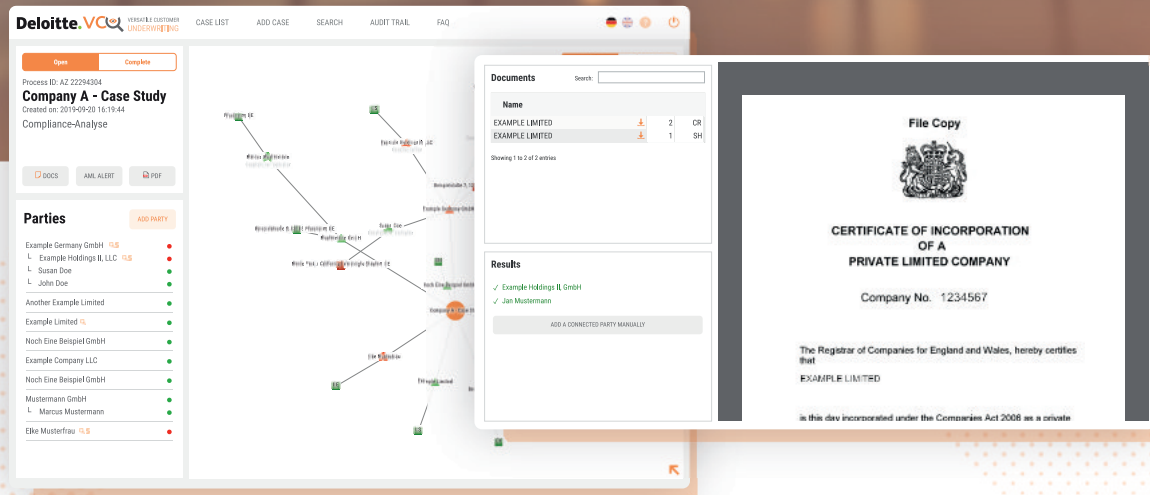 Deloitte.VCU VERSATILE CUSTOMER UNDERWRITING
CASE LIST ADD CASE SEARCH AUDIT TRAIL FAQ
Open Complete
Process ID: AZ 22294304
Company A - Case Study
Created on: 2019-09-20 16:19:44
Compliance-Analyse
DOCS AML ALERT PDF
Parties ADD PARTY
Example Germany GmbH
Example Holdings II, LLC
Susan Doe
John Doe
Another Example Limited
Example Limited
Noch Eine Beispiel GmbH
Example Company LLC
Noch Eine Beispiel GmbH
Mustermann GmbH
Marcus Mustermann
Elke Musterfrau
Documents Search:
Name
EXAMPLE LIMITED 2 CR
EXAMPLE LIMITED 1 SH
Showing 1 to 2 of 2 entries
Results
Example Holdings II, GmbH
Jan Mustermann
ADD A CONNECTED PARTY MANUALLY
File Copy
CERTIFICATE OF INCORPORATION
OF A
PRIVATE LIMITED COMPANY
Company No. 1234567
The Registrar of Companies for England and Wales, hereby certifies
that
EXAMPLE LIMITED
is this day incorporated under the Companies Act 2006 as a private